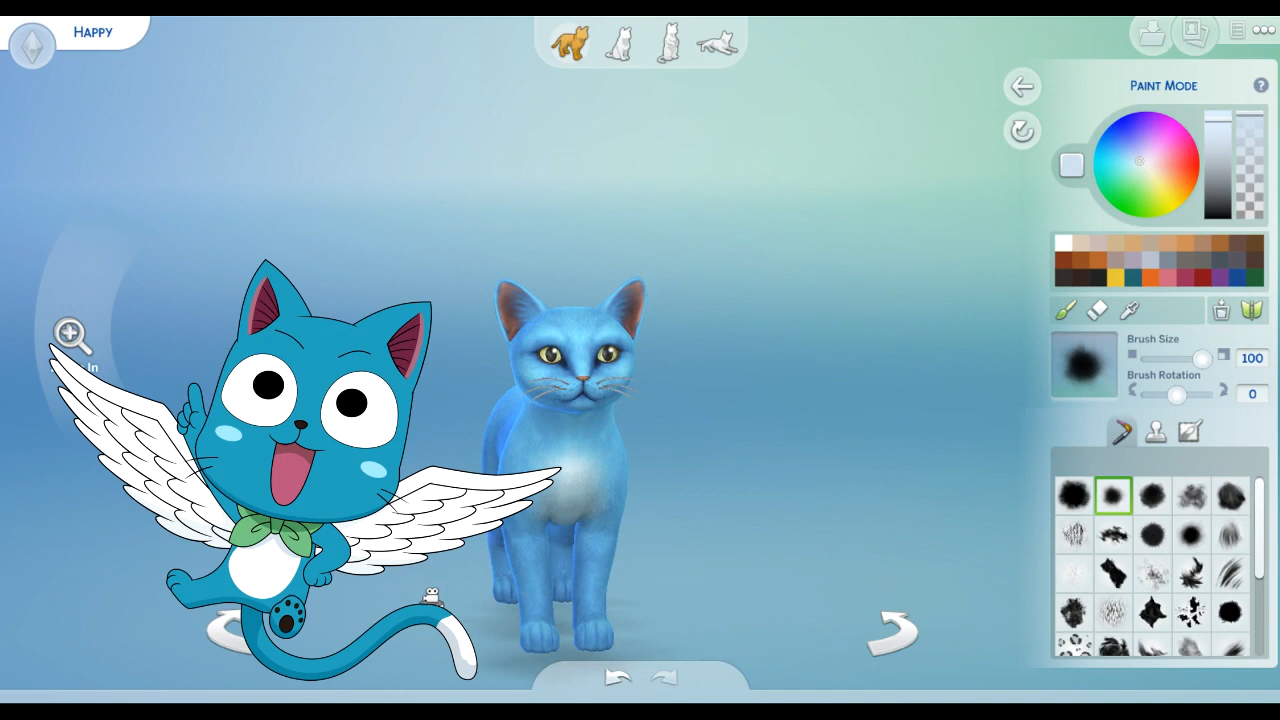 Happy
Paint Mode
?
In
Brush Size
100
Brush Rotation
0